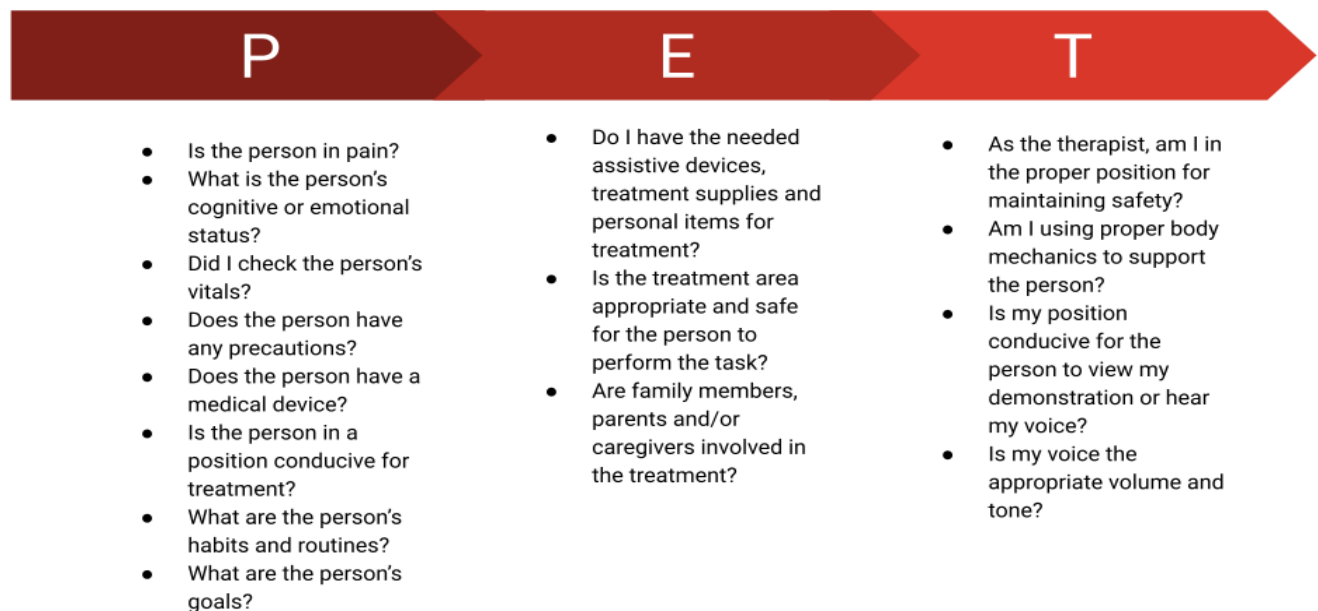 P
E
T
● Is the person in pain?
● What is the person's
cognitive or emotional
status?
● Did I check the person's
vitals?
● Does the person have
any precautions?
● Does the person have a
medical device?
● Is the person in a
position conducive for
treatment?
● What are the person's
habits and routines?
● What are the person's
goals?
● Do I have the needed
assistive devices,
treatment supplies and
personal items for
treatment?
● Is the treatment area
appropriate and safe
for the person to
perform the task?
● Are family members,
parents and/or
caregivers involved in
the treatment?
● As the therapist, am I in
the proper position for
maintaining safety?
● Am I using proper body
mechanics to support
the person?
● Is my position
conducive for the
person to view my
demonstration or hear
my voice?
● Is my voice the
appropriate volume and
tone?